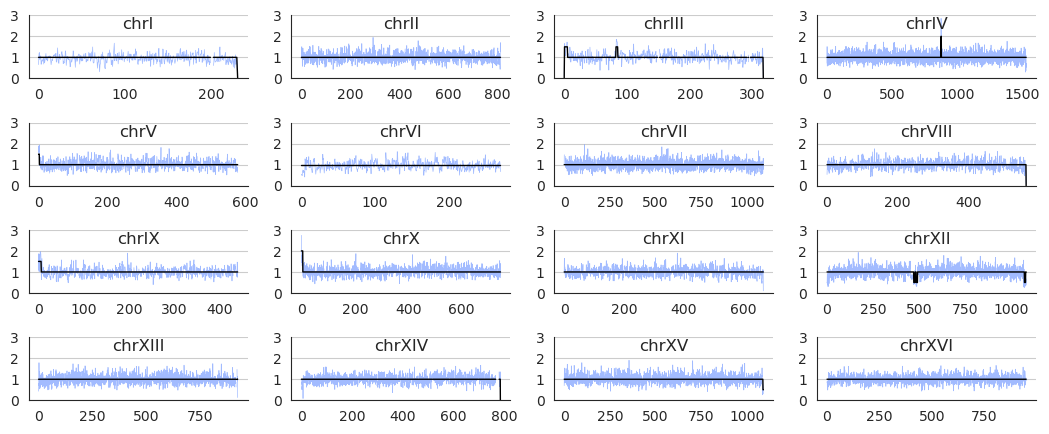 3 2 1 0 chrI 0 100 200
3 2 1 0 chrII 0 200 400 600 800
3 2 1 0 chrIII 0 100 200 300
3 2 1 0 chrIV 0 500 1000 1500
3 2 1 0 chrV 0 200 400 600
3 2 1 0 chrVI 0 100 200
3 2 1 0 chrVII 0 250 500 750 1000
3 2 1 0 chrVIII 0 200 400
3 2 1 0 chrIX 0 100 200 300 400
3 2 1 0 chrX 0 200 400 600
3 2 1 0 chrXI 0 200 400 600
3 2 1 0 chrXII 0 250 500 750 1000
3 2 1 0 chrXIII 0 250 500 750
3 2 1 0 chrXIV 0 200 400 600 800
3 2 1 0 chrXV 0 250 500 750 1000
3 2 1 0 chrXVI 0 250 500 750